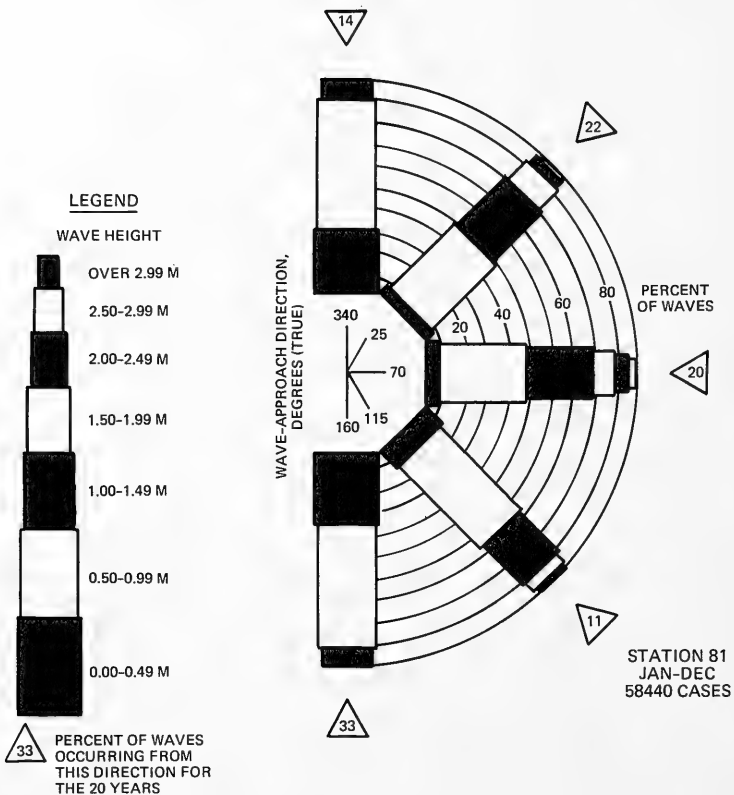 14
22
LEGEND
WAVE HEIGHT
OVER 2.99 M
2.50-2.99 M
2.00-2.49 M
1.50-1.99 M
1.00-1.49 M
0.50-0.99 M
0.00-0.49 M
33 PERCENT OF WAVES
OCCURRING FROM
THIS DIRECTION FOR
THE 20 YEARS
WAVE-APPROACH DIRECTION,
DEGREES (TRUE)
340
25
70
115
160
20
40
60
80
PERCENT
OF WAVES
20
11
33
STATION 81
JAN-DEC
58440 CASES